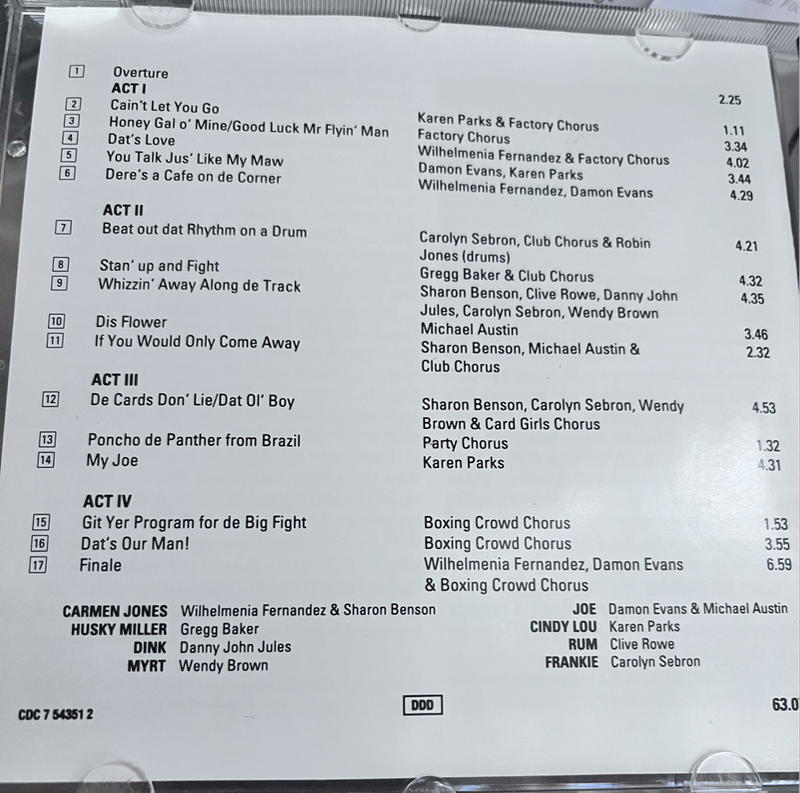 1 Overture 2.25
ACT I
2 Cain't Let You Go Karen Parks & Factory Chorus 1.11
3 Honey Gal o' Mine/Good Luck Mr Flyin' Man Factory Chorus 3.34
4 Dat's Love Wilhelmenia Fernandez & Factory Chorus 4.02
5 You Talk Jus' Like My Maw Damon Evans, Karen Parks 3.44
6 Dere's a Cafe on de Corner Wilhelmenia Fernandez, Damon Evans 4.29
ACT II
7 Beat out dat Rhythm on a Drum Carolyn Sebron, Club Chorus & Robin 4.21
Jones (drums)
8 Stan' up and Fight Gregg Baker & Club Chorus 4.32
9 Whizzin' Away Along de Track Sharon Benson, Clive Rowe, Danny John 4.35
Jules, Carolyn Sebron, Wendy Brown
10 Dis Flower Michael Austin 3.46
11 If You Would Only Come Away Sharon Benson, Michael Austin & 2.32
Club Chorus
ACT III
12 De Cards Don' Lie/Dat Ol' Boy Sharon Benson, Carolyn Sebron, Wendy 4.53
Brown & Card Girls Chorus
13 Poncho de Panther from Brazil Party Chorus 1.32
14 My Joe Karen Parks 4.31
ACT IV
15 Git Yer Program for de Big Fight Boxing Crowd Chorus 1.53
16 Dat's Our Man! Boxing Crowd Chorus 3.55
17 Finale Wilhelmenia Fernandez, Damon Evans 6.59
& Boxing Crowd Chorus
CARMEN JONES Wilhelmenia Fernandez & Sharon Benson JOE Damon Evans & Michael Austin
HUSKY MILLER Gregg Baker CINDY LOU Karen Parks
DINK Danny John Jules RUM Clive Rowe
MYRT Wendy Brown FRANKIE Carolyn Sebron
CDC 7 54351 2 DDD 63.0